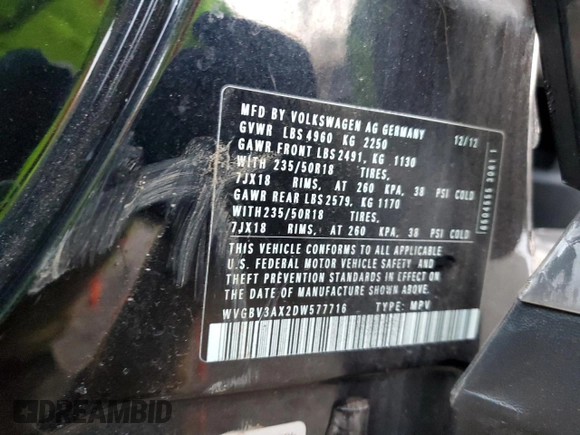 MFD BY VOLKSWAGEN AG GERMANY
GVWR LBS 4960 KG 2250 12/12
GAWR FRONT LBS 2491, KG 1130
WITH 235/50R18 TIRES,
7JX18 RIMS, AT 260 KPA, 38 PSI COLD
GAWR REAR LBS 2579, KG 1170
WITH 235/50R18 TIRES,
7JX18 RIMS, AT 260 KPA, 38 PSI COLD
THIS VEHICLE CONFORMS TO ALL APPLICABLE
U.S. FEDERAL MOTOR VEHICLE SAFETY AND
THEFT PREVENTION STANDARDS IN EFFECT ON
THE DATE OF MANUFACTURE SHOWN ABOVE.
WVGBV3AX2DW577716 TYPE: MPV
DREAMBID